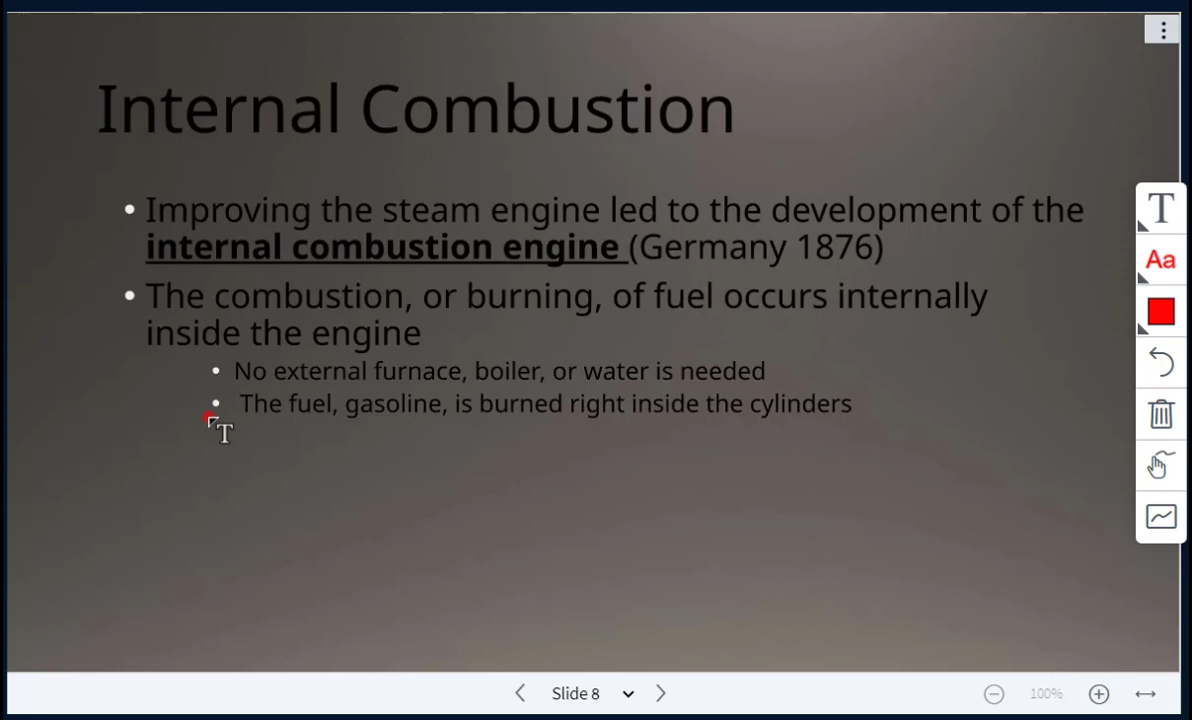 Internal Combustion
• Improving the steam engine led to the development of the
internal combustion engine (Germany 1876)
• The combustion, or burning, of fuel occurs internally
inside the engine
• No external furnace, boiler, or water is needed
• The fuel, gasoline, is burned right inside the cylinders
T
T
Aa
Slide 8
100%